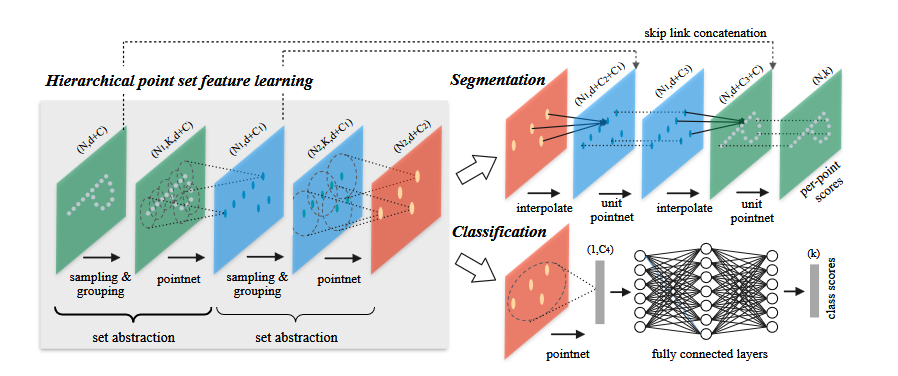 skip link concatenation
Hierarchical point set feature learning
(N,d+C)
(N1,K,d+C)
(N1,d+C1)
(N2,K,d+C1)
(N2,d+C2)
sampling &
grouping
pointnet
sampling &
grouping
pointnet
set abstraction
set abstraction
Segmentation
(N1,d+C2+C1)
(N1,d+C3)
(N,d+C3+C)
(N,k)
interpolate
unit
pointnet
interpolate
unit
pointnet
per-point
scores
Classification
(1,C4)
(k)
pointnet
fully connected layers
class scores